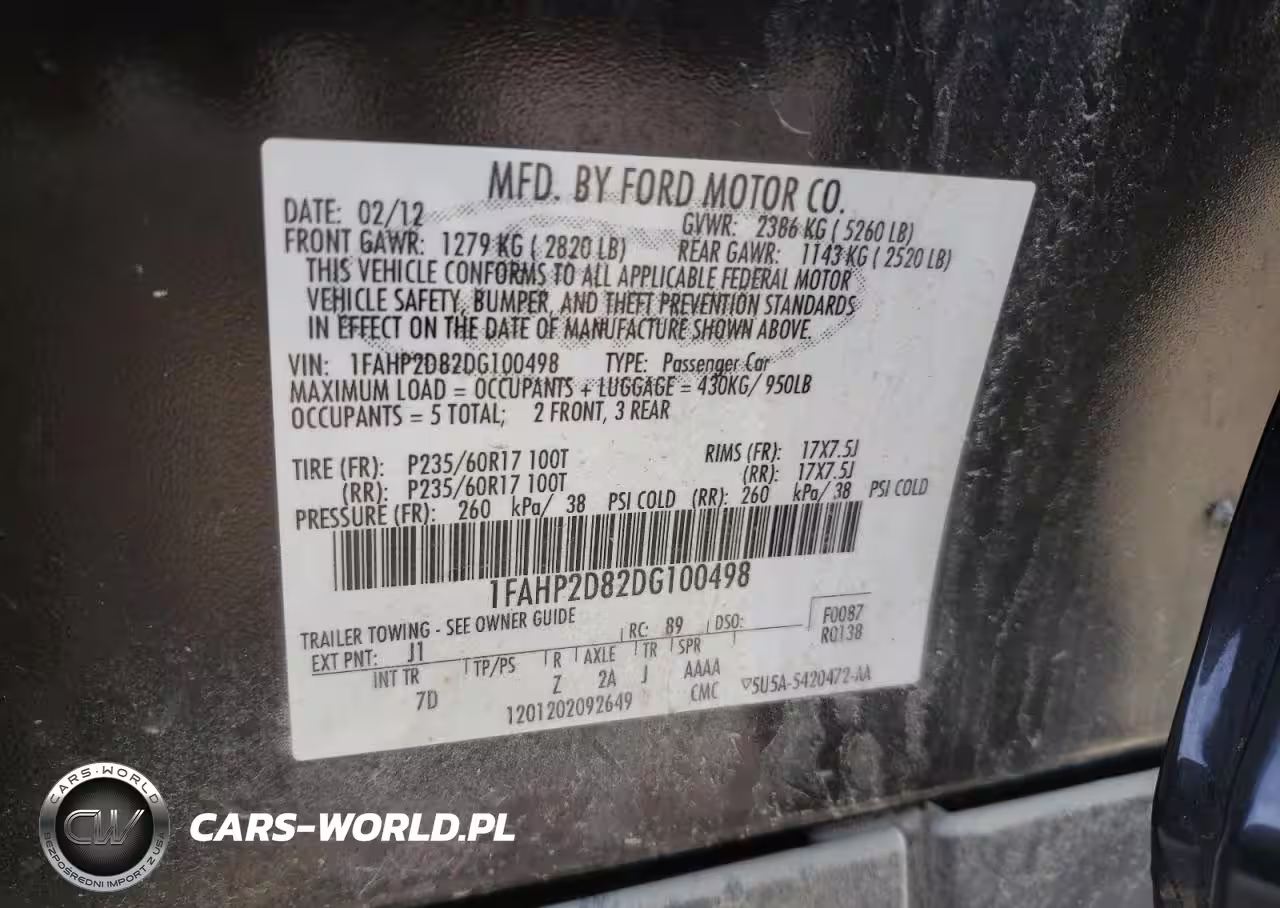 MFD. BY FORD MOTOR CO.
DATE: 02/12 GVWR: 2386 KG ( 5260 LB)
FRONT GAWR: 1279 KG ( 2820 LB) REAR GAWR: 1143 KG ( 2520 LB)
THIS VEHICLE CONFORMS TO ALL APPLICABLE FEDERAL MOTOR
VEHICLE SAFETY, BUMPER, AND THEFT PREVENTION STANDARDS
IN EFFECT ON THE DATE OF MANUFACTURE SHOWN ABOVE.
VIN: 1FAHP2D82DG100498 TYPE: Passenger Car
MAXIMUM LOAD = OCCUPANTS + LUGGAGE = 430KG/ 950LB
OCCUPANTS = 5 TOTAL; 2 FRONT, 3 REAR
TIRE (FR): P235/60R17 100T RIMS (FR): 17X7.5J
(RR): P235/60R17 100T (RR): 17X7.5J
PRESSURE (FR): 260 kPa/ 38 PSI COLD (RR): 260 kPa/ 38 PSI COLD
1FAHP2D82DG100498
TRAILER TOWING - SEE OWNER GUIDE
EXT PNT: J1 RC: 89 DSO: F0087
R0138
INT TR TP/PS R AXLE TR SPR
7D Z 2A J AAAA
1201202092649 CMC ▽5U5A-5420472-AA
CARS-WORLD
CW
BEZPOŚREDNI IMPORT Z USA
CARS-WORLD.PL